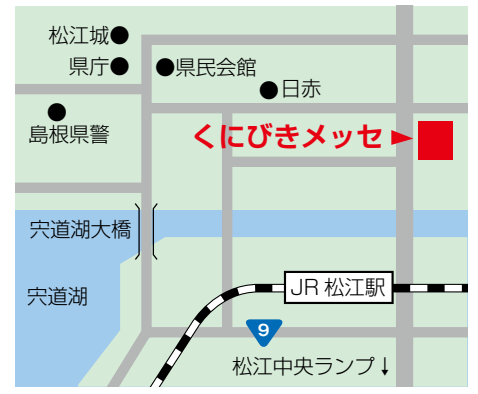 松江城●
県庁●
●県民会館
●日赤
●
島根県警
くにびきメッセ
宍道湖大橋
宍道湖
JR 松江駅
9
松江中央ランプ↓